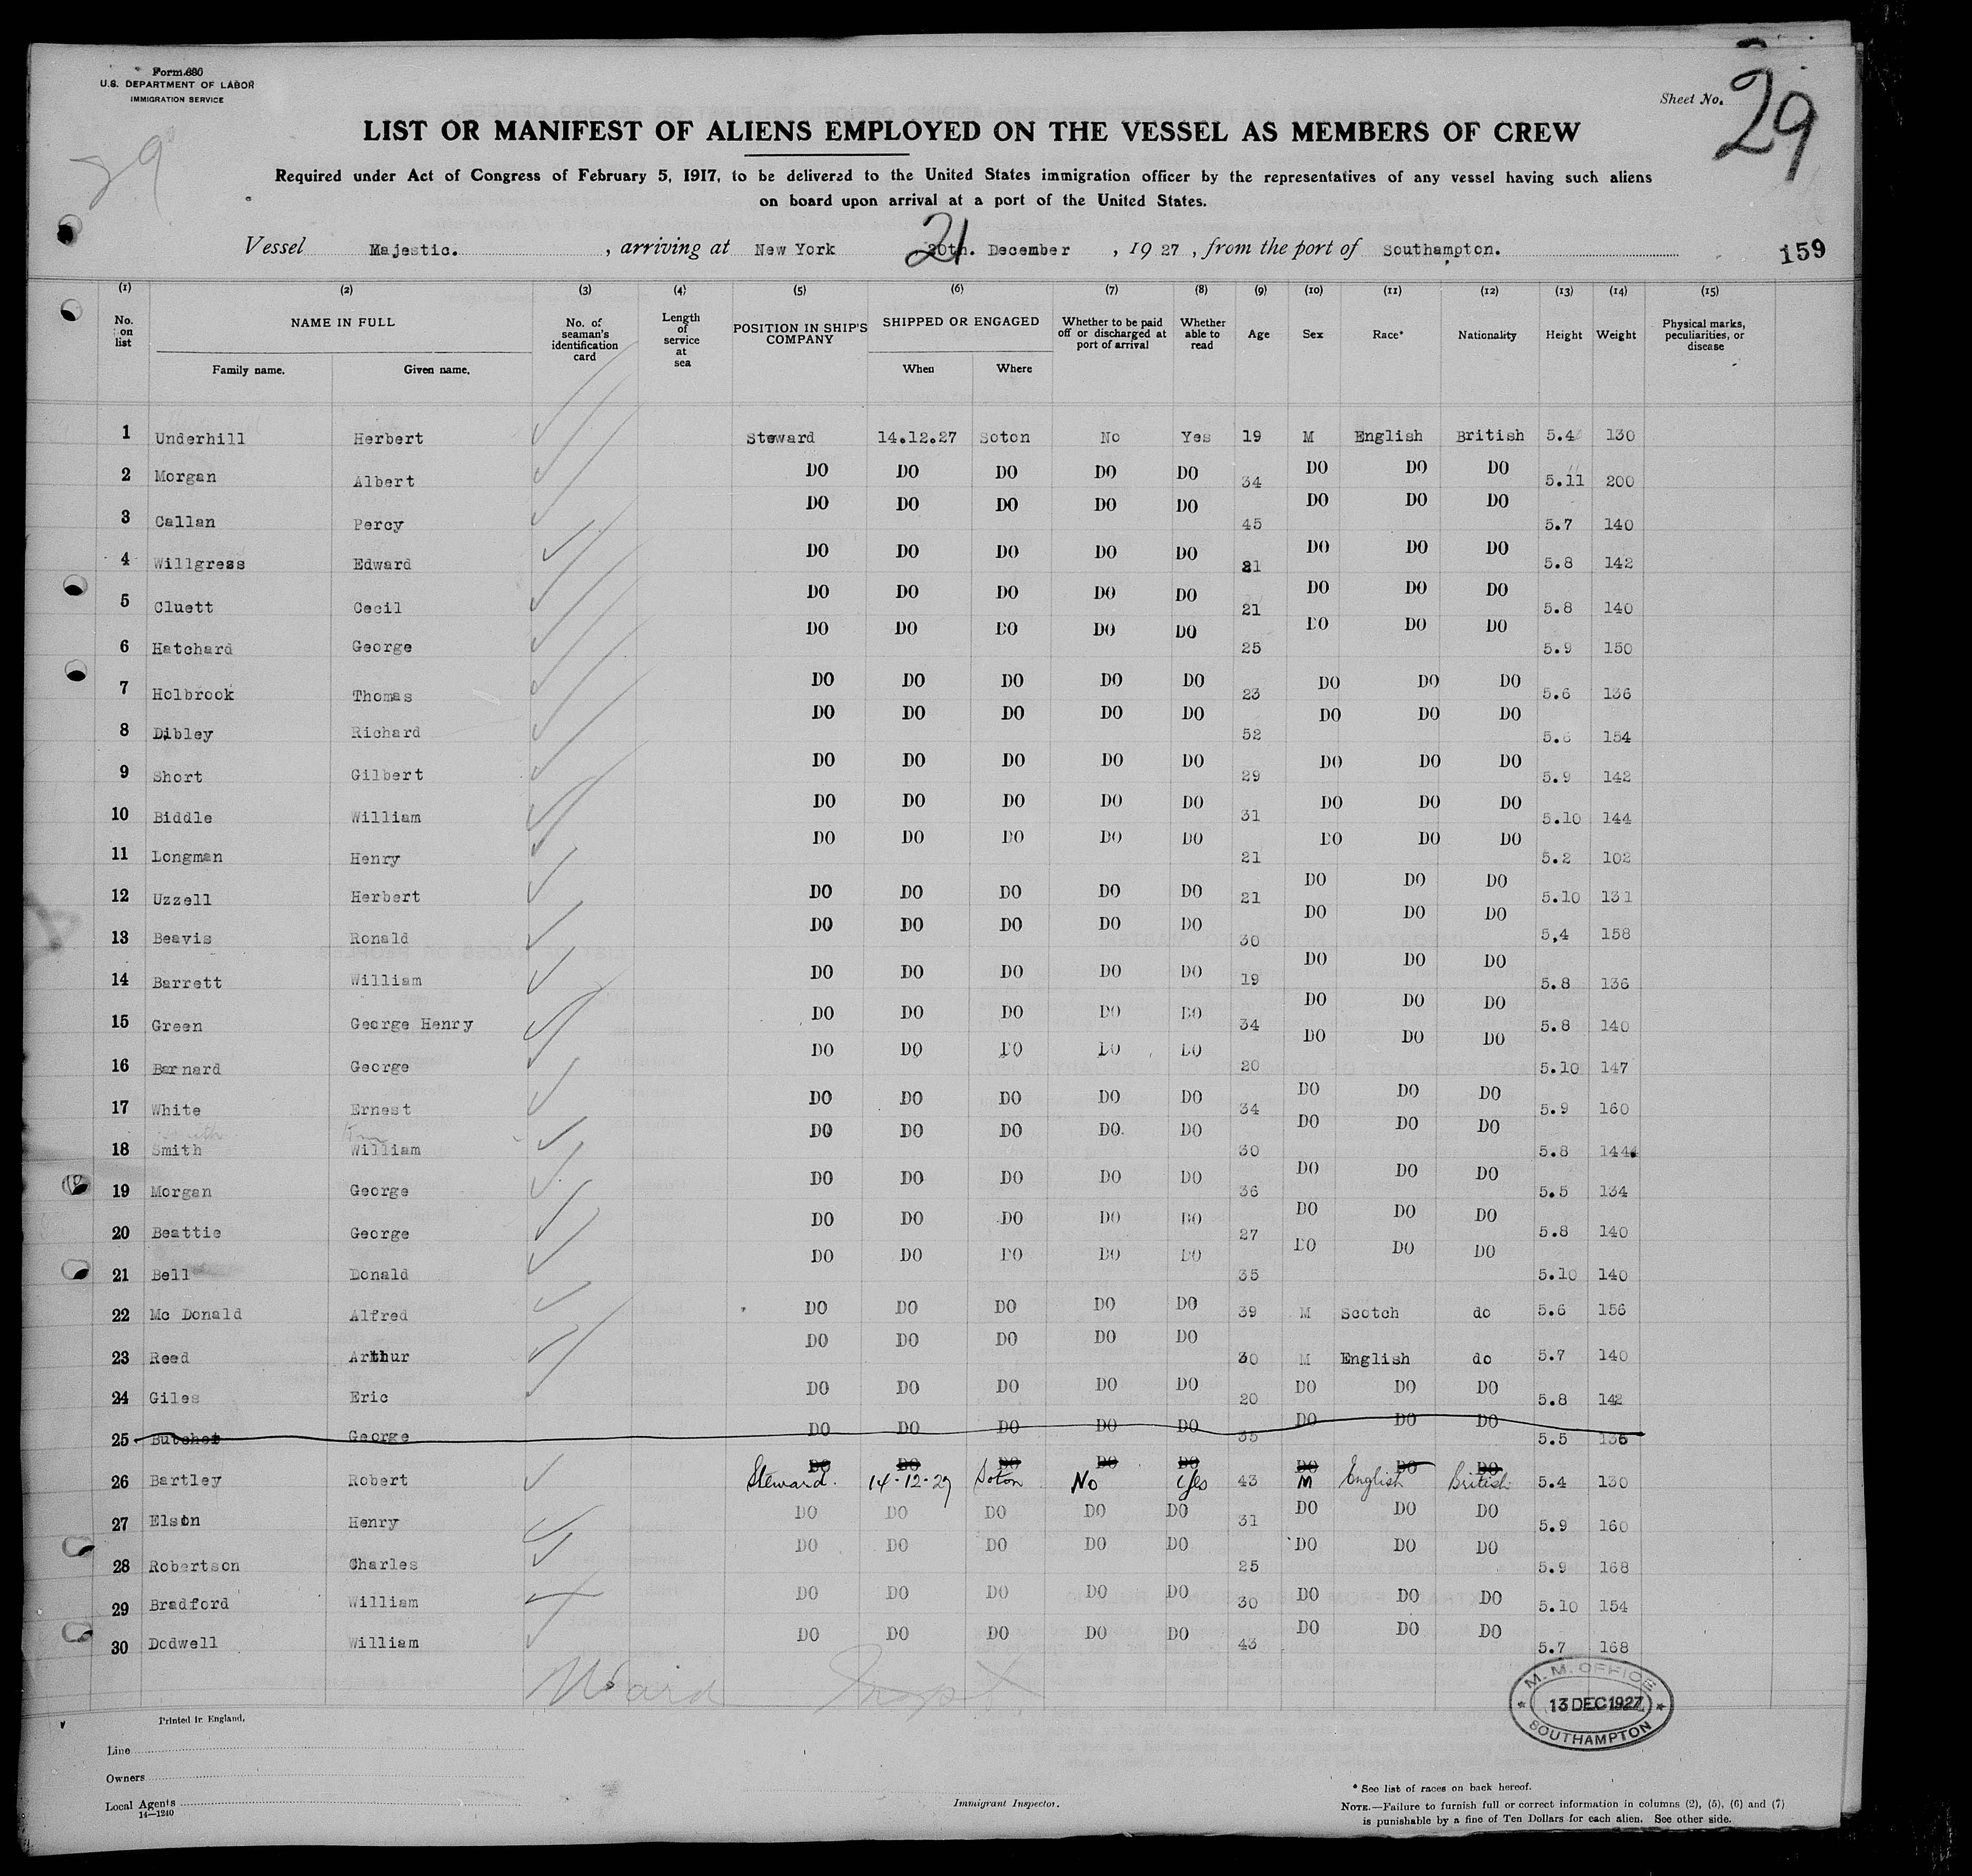 Form 680
U.S. DEPARTMENT OF LABOR
IMMIGRATION SERVICE
Sheet No. 29
29
LIST OR MANIFEST OF ALIENS EMPLOYED ON THE VESSEL AS MEMBERS OF CREW
Required under Act of Congress of February 5, 1917, to be delivered to the United States immigration officer by the representatives of any vessel having such aliens
on board upon arrival at a port of the United States.
Vessel Majestic. , arriving at New York 20th. 21 December , 19 27 , from the port of Southampton. 159
(1) (2) (3) (4) (5) (6) (7) (8) (9) (10) (11) (12) (13) (14) (15)
No. on list NAME IN FULL Family name. Given name. No. of seaman's identification card Length of service at sea POSITION IN SHIP'S COMPANY SHIPPED OR ENGAGED When Where Whether to be paid off or discharged at port of arrival Whether able to read Age Sex Race* Nationality Height Weight Physical marks, peculiarities, or disease
1 Underhill Herbert Steward 14.12.27 Soton No Yes 19 M English British 5.4 130
2 Morgan Albert DO DO DO DO DO 34 DO DO DO 5.11 200
3 Callan Percy DO DO DO DO DO 45 DO DO DO 5.7 140
4 Willgress Edward DO DO DO DO DO 21 DO DO DO 5.8 142
5 Cluett Cecil DO DO DO DO DO 21 DO DO DO 5.8 140
6 Hatchard George DO DO DO DO DO 25 DO DO DO 5.9 150
7 Holbrook Thomas DO DO DO DO DO 23 DO DO DO 5.6 136
8 Dibley Richard DO DO DO DO DO 52 DO DO DO 5.6 154
9 Short Gilbert DO DO DO DO DO 29 DO DO DO 5.9 142
10 Biddle William DO DO DO DO DO 31 DO DO DO 5.10 144
11 Longman Henry DO DO DO DO DO 21 DO DO DO 5.2 102
12 Uzzell Herbert DO DO DO DO DO 21 DO DO DO 5.10 131
13 Beavis Ronald DO DO DO DO DO 30 DO DO DO 5,4 158
14 Barrett William DO DO DO DO DO 19 DO DO DO 5.8 136
15 Green George Henry DO DO DO DO DO 34 DO DO DO 5.8 140
16 Barnard George DO DO DO DO DO 20 DO DO DO 5.10 147
17 White Ernest DO DO DO DO DO 34 DO DO DO 5.9 160
18 Smith William DO DO DO DO DO 30 DO DO DO 5.8 144
19 Morgan George DO DO DO DO DO 36 DO DO DO 5.5 134
20 Beattie George DO DO DO DO DO 27 DO DO DO 5.8 140
21 Bell Donald DO DO DO DO DO 35 DO DO DO 5.10 140
22 Mc Donald Alfred DO DO DO DO DO 39 M Scotch do 5.6 156
23 Reed Arthur DO DO DO DO DO 30 M English do 5.7 140
24 Giles Eric DO DO DO DO DO 20 DO DO DO 5.8 142
25 Butcher George DO DO DO DO DO 35 DO DO DO 5.5 136
26 Bartley Robert Steward. 14-12-27 Soton No Yes 43 M English British 5.4 130
27 Elson Henry DO DO DO DO DO 31 DO DO DO 5.9 160
28 Robertson Charles DO DO DO DO DO 25 DO DO DO 5.9 168
29 Bradford William DO DO DO DO DO 30 DO DO DO 5.10 154
30 Dodwell William DO DO DO DO DO 43 DO DO DO 5.7 168
M. M. OFFICE
13 DEC 1927
SOUTHAMPTON
Printed in England.
Line
Owners
Local Agents
14—1240
Immigrant Inspector.
* See list of races on back hereof.
NOTE.—Failure to furnish full or correct information in columns (2), (5), (6) and (7)
is punishable by a fine of Ten Dollars for each alien. See other side.